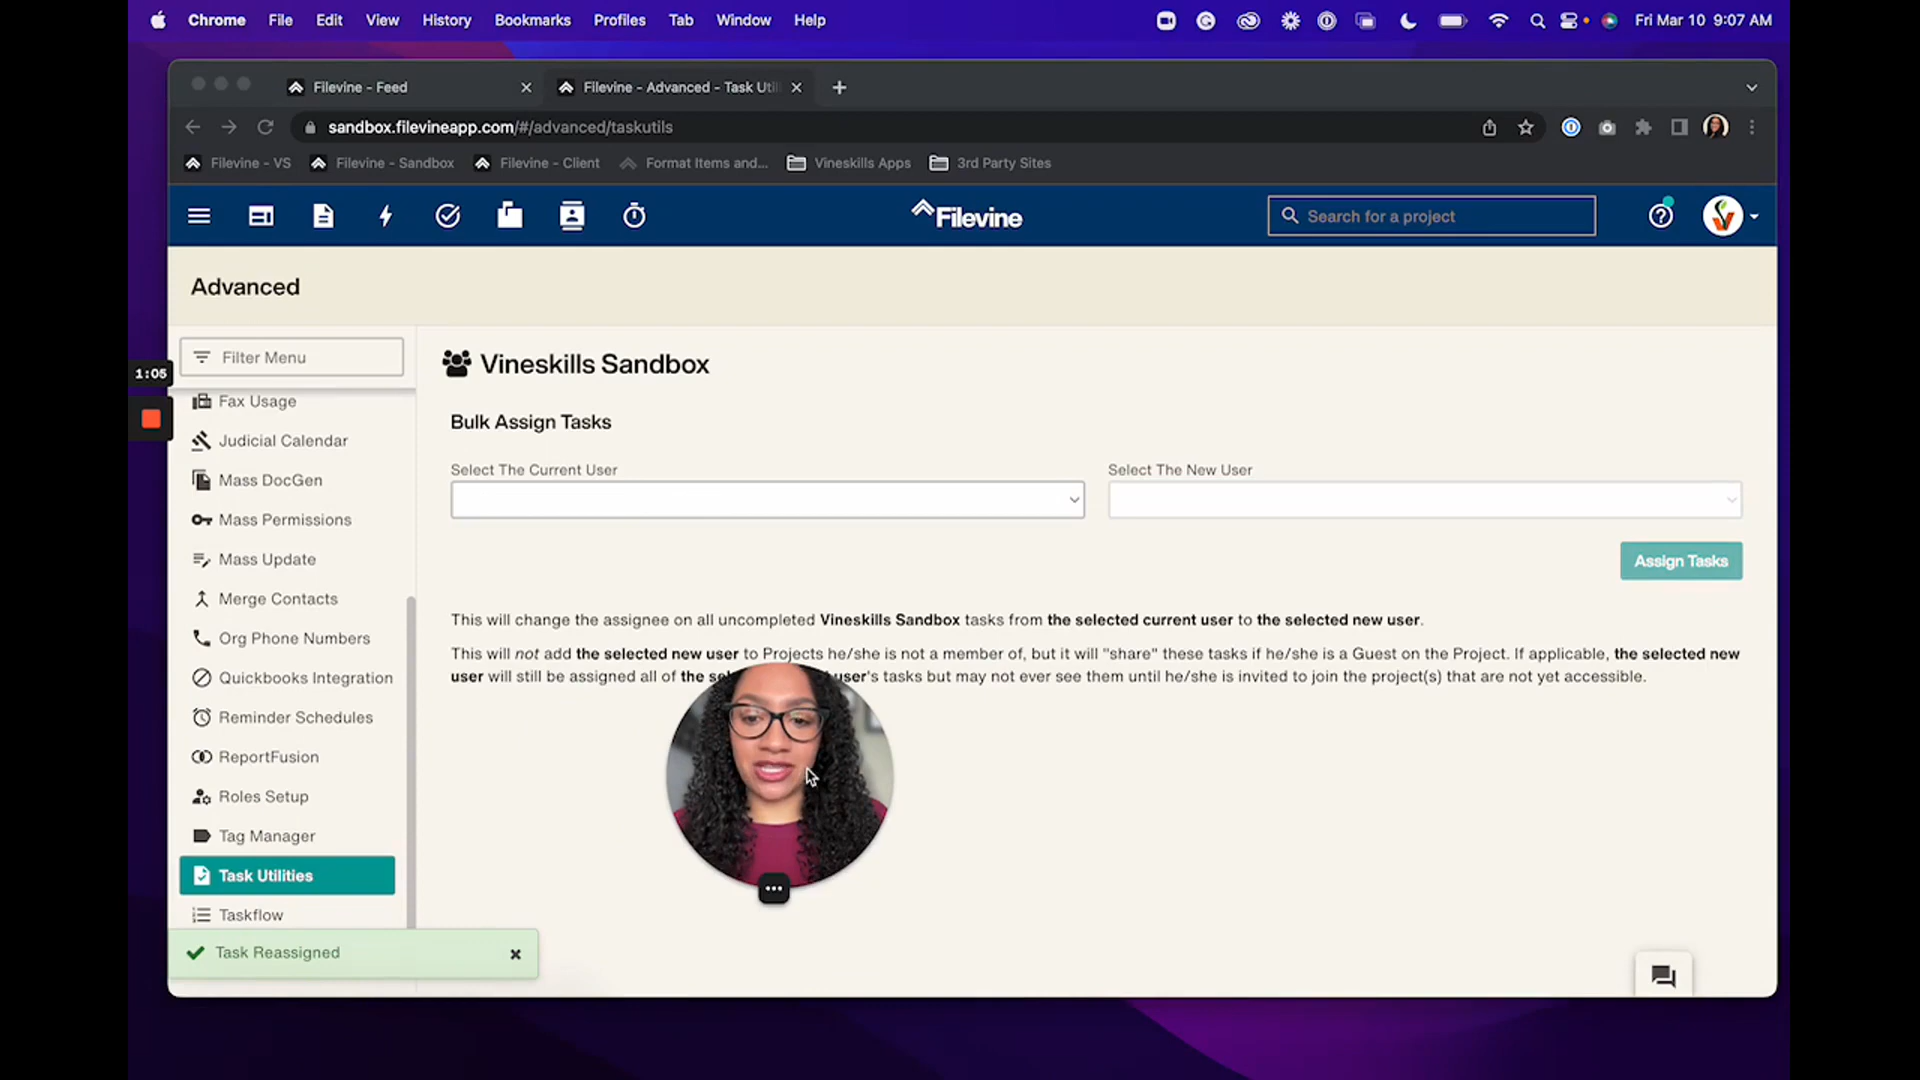 Chrome File Edit View History Bookmarks Profiles Tab Window Help Fri Mar 10 9:07 AM
Filevine - Feed Filevine - Advanced - Task Util
sandbox.filevineapp.com/#/advanced/taskutils
Filevine - VS Filevine - Sandbox Filevine - Client Format Items and... Vineskills Apps 3rd Party Sites
Filevine Search for a project
Advanced
Filter Menu
Vineskills Sandbox
1:05
Fax Usage
Judicial Calendar
Mass DocGen
Mass Permissions
Mass Update
Merge Contacts
Org Phone Numbers
Quickbooks Integration
Reminder Schedules
ReportFusion
Roles Setup
Tag Manager
Task Utilities
Taskflow
Task Reassigned
Bulk Assign Tasks
Select The Current User Select The New User
Assign Tasks
This will change the assignee on all uncompleted Vineskills Sandbox tasks from the selected current user to the selected new user.
This will not add the selected new user to Projects he/she is not a member of, but it will "share" these tasks if he/she is a Guest on the Project. If applicable, the selected new
user will still be assigned all of the user's tasks but may not ever see them until he/she is invited to join the project(s) that are not yet accessible.